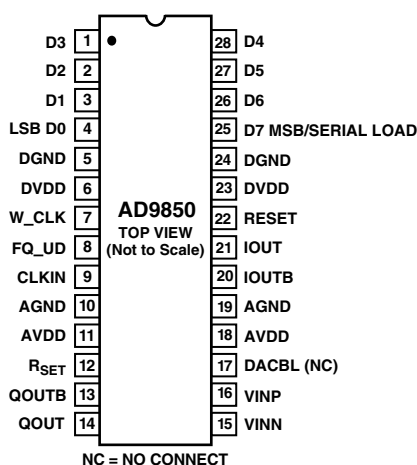 D3 1 28 D4
D2 2 27 D5
D1 3 26 D6
LSB D0 4 25 D7 MSB/SERIAL LOAD
DGND 5 24 DGND
DVDD 6 23 DVDD
W_CLK 7 AD9850 22 RESET
FQ_UD 8 TOP VIEW (Not to Scale) 21 IOUT
CLKIN 9 20 IOUTB
AGND 10 19 AGND
AVDD 11 18 AVDD
RSET 12 17 DACBL (NC)
QOUTB 13 16 VINP
QOUT 14 15 VINN
NC = NO CONNECT